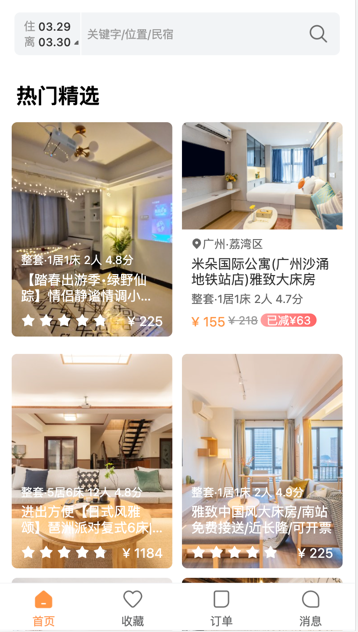 住 03.29
离 03.30
关键字/位置/民宿
热门精选
整套·1居1床 2人 4.8分
【踏春出游季·绿野仙
踪】情侣静谧情调小...
¥ 225
广州·荔湾区
米朵国际公寓(广州沙涌
地铁站店)雅致大床房
整套·1居1床 2人 4.7分
¥ 155 ¥ 218 已减¥63
整套·5居6床 12人 4.8分
进出方便【日式风雅
颂】琶洲派对复式6床|...
¥ 1184
整套·1居1床 2人 4.9分
雅致中国风大床房/南站
免费接送/近长隆/可开票
¥ 225
首页
收藏
订单
消息